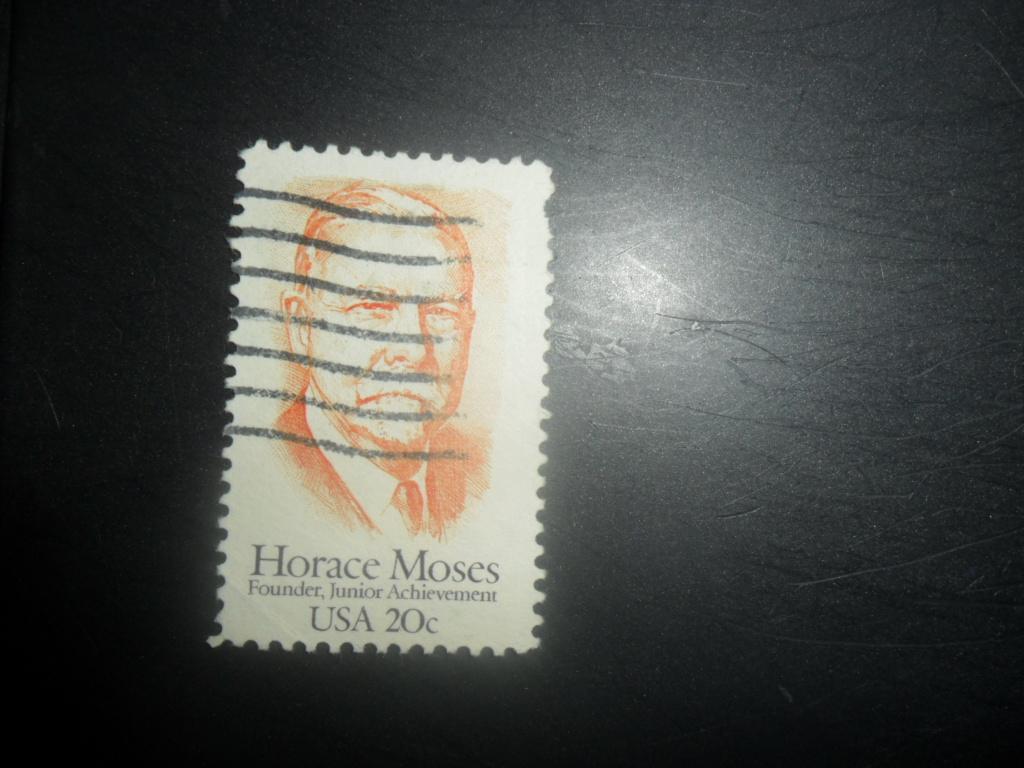 Horace Moses
Founder, Junior Achievement
USA 20c